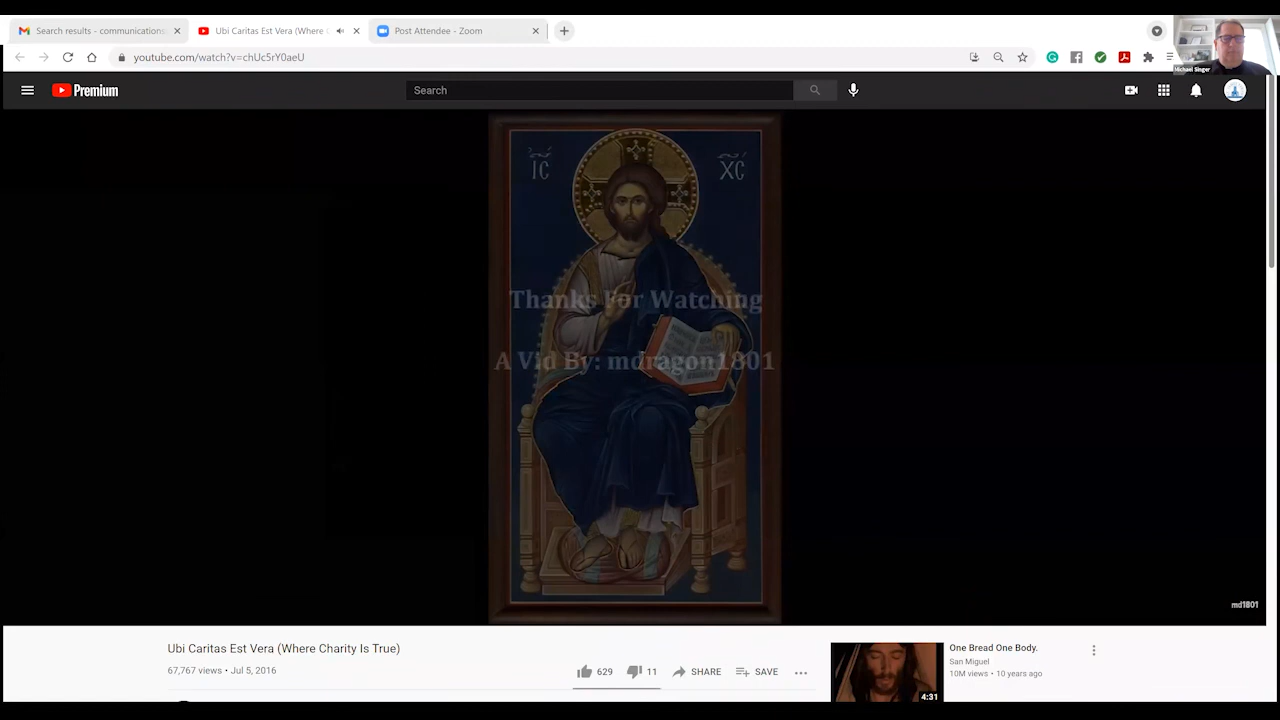 Search results - communications
Ubi Caritas Est Vera (Where
Post Attendee - Zoom
youtube.com/watch?v=chUc5rY0aeU
Michael Singer
Premium
Search
IC
XC
Thanks For Watching
A Vid By: mdragon1801
md1801
Ubi Caritas Est Vera (Where Charity Is True)
67,767 views • Jul 5, 2016
629
11
SHARE
SAVE
One Bread One Body.
San Miguel
10M views • 10 years ago
4:31